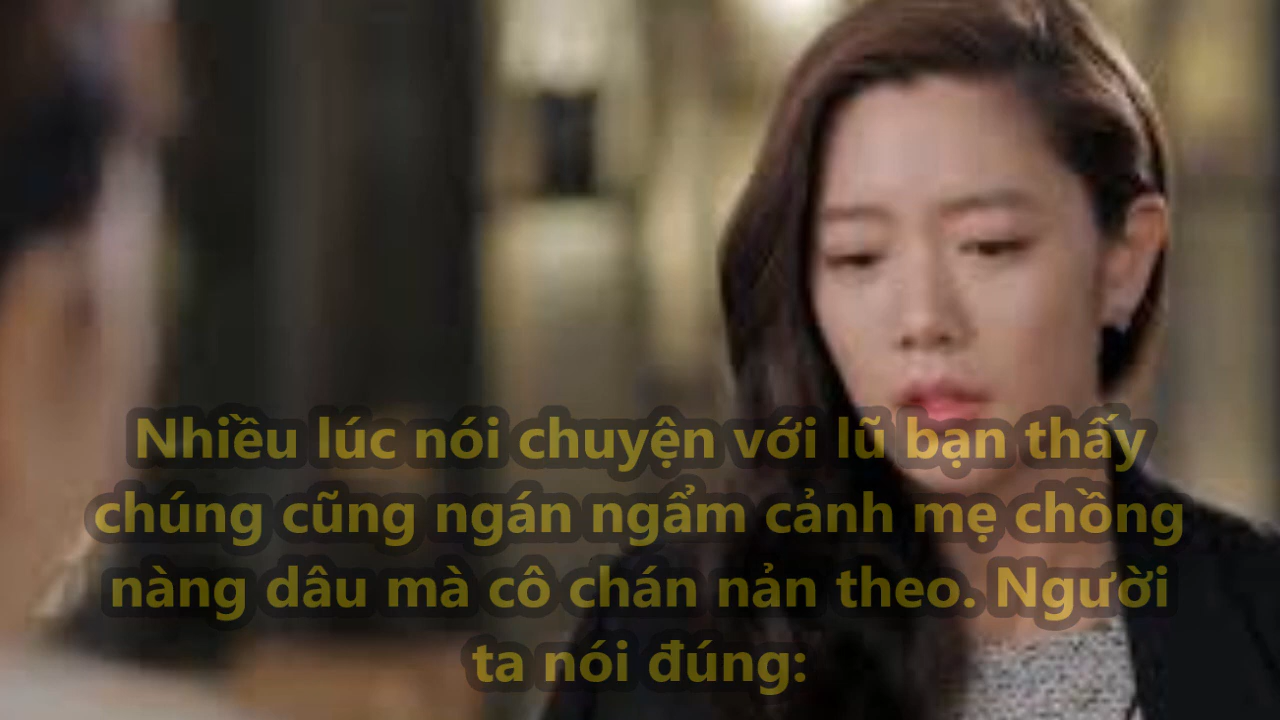 Nhiều lúc nói chuyện với lũ bạn thấy
chúng cũng ngán ngẩm cảnh mẹ chồng
nàng dâu mà cô chán nản theo. Người
ta nói đúng: